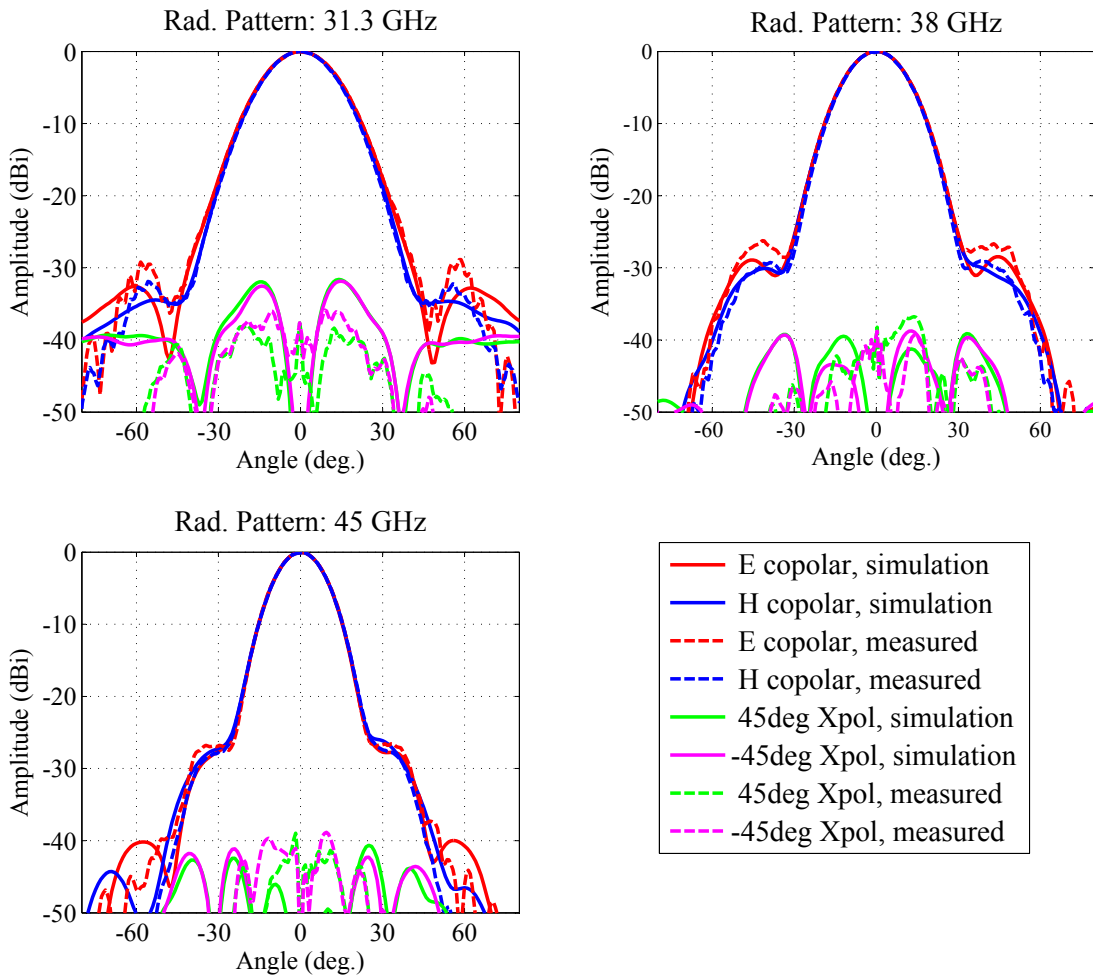 Rad. Pattern: 31.3 GHz
0
-10
-20
-30
-40
-50
-60
-30
0
30
60
Amplitude (dBi)
Angle (deg.)
Rad. Pattern: 38 GHz
0
-10
-20
-30
-40
-50
-60
-30
0
30
60
Amplitude (dBi)
Angle (deg.)
Rad. Pattern: 45 GHz
0
-10
-20
-30
-40
-50
-60
-30
0
30
60
Amplitude (dBi)
Angle (deg.)
E copolar, simulation
H copolar, simulation
E copolar, measured
H copolar, measured
45deg Xpol, simulation
-45deg Xpol, simulation
45deg Xpol, measured
-45deg Xpol, measured